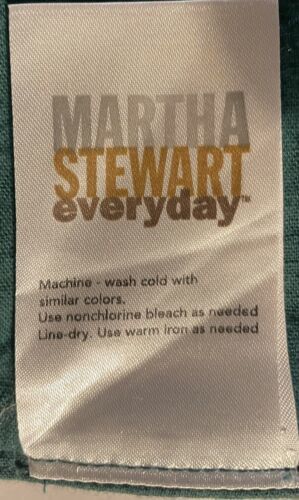 MARTHA
STEWART
everyday™
Machine - wash cold with
similar colors.
Use nonchlorine bleach as needed
Line-dry. Use warm iron as needed